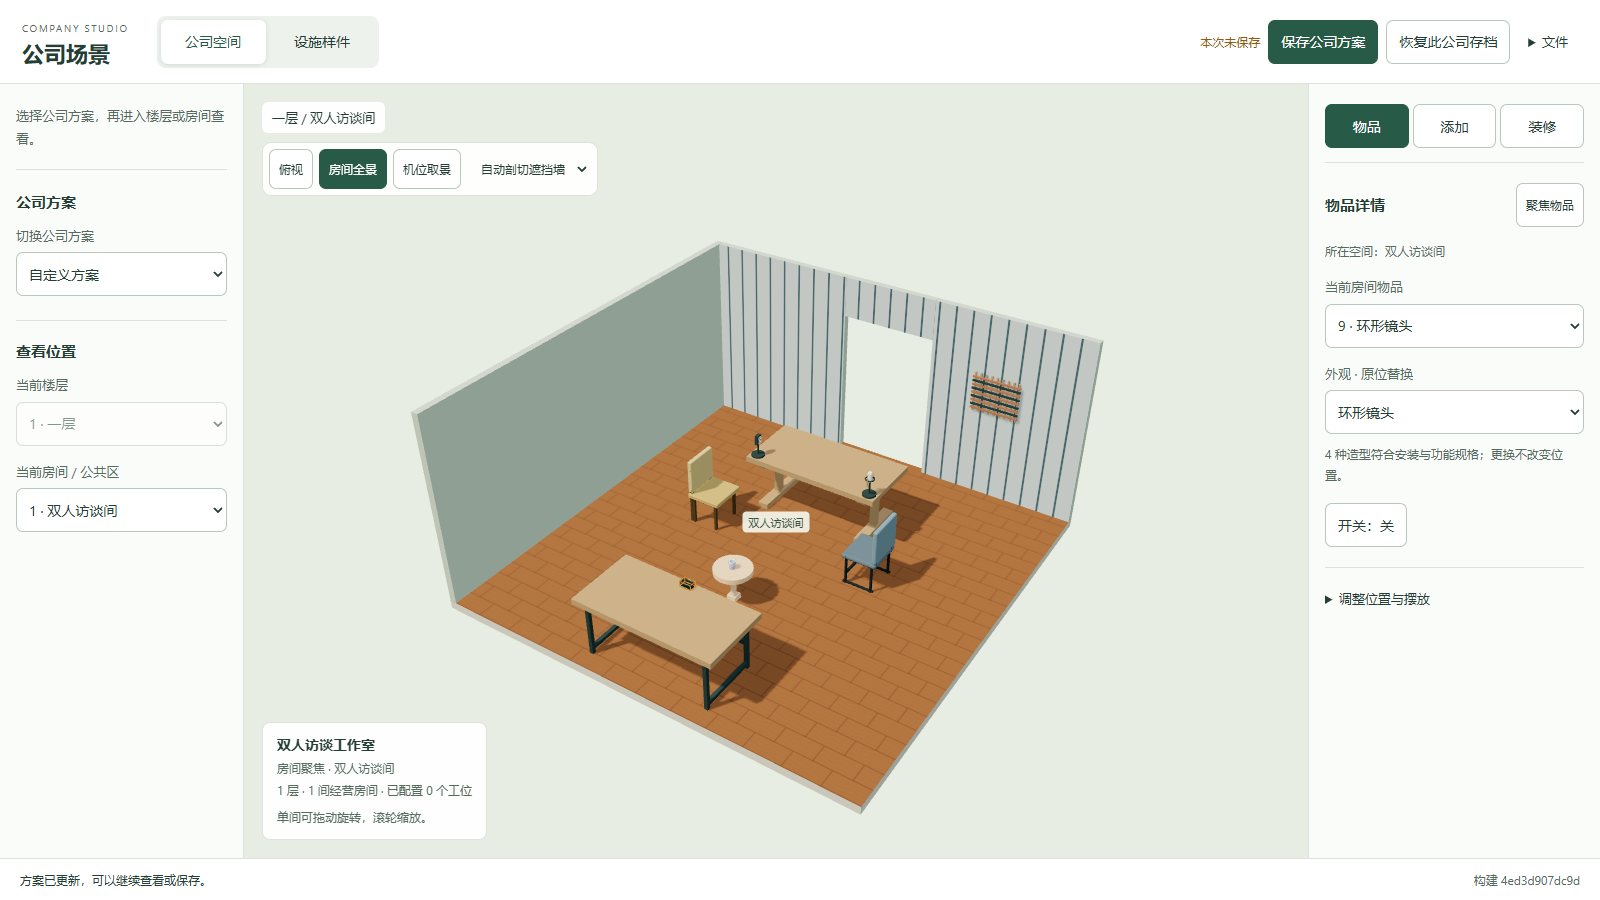 COMPANY STUDIO
公司场景
公司空间
设施样件
本次未保存
保存公司方案
恢复此公司存档
▶ 文件
选择公司方案，再进入楼层或房间查看。
公司方案
切换公司方案
自定义方案
查看位置
当前楼层
1 · 一层
当前房间 / 公共区
1 · 双人访谈间
一层 / 双人访谈间
俯视
房间全景
机位取景
自动剖切遮挡墙
双人访谈间
双人访谈工作室
房间聚焦 · 双人访谈间
1 层 · 1 间经营房间 · 已配置 0 个工位
单间可拖动旋转，滚轮缩放。
物品
添加
装修
物品详情
聚焦物品
所在空间：双人访谈间
当前房间物品
9 · 环形镜头
外观 · 原位替换
环形镜头
4 种造型符合安装与功能规格；更换不改变位置。
开关：关
▶ 调整位置与摆放
方案已更新，可以继续查看或保存。
构建 4ed3d907dc9d